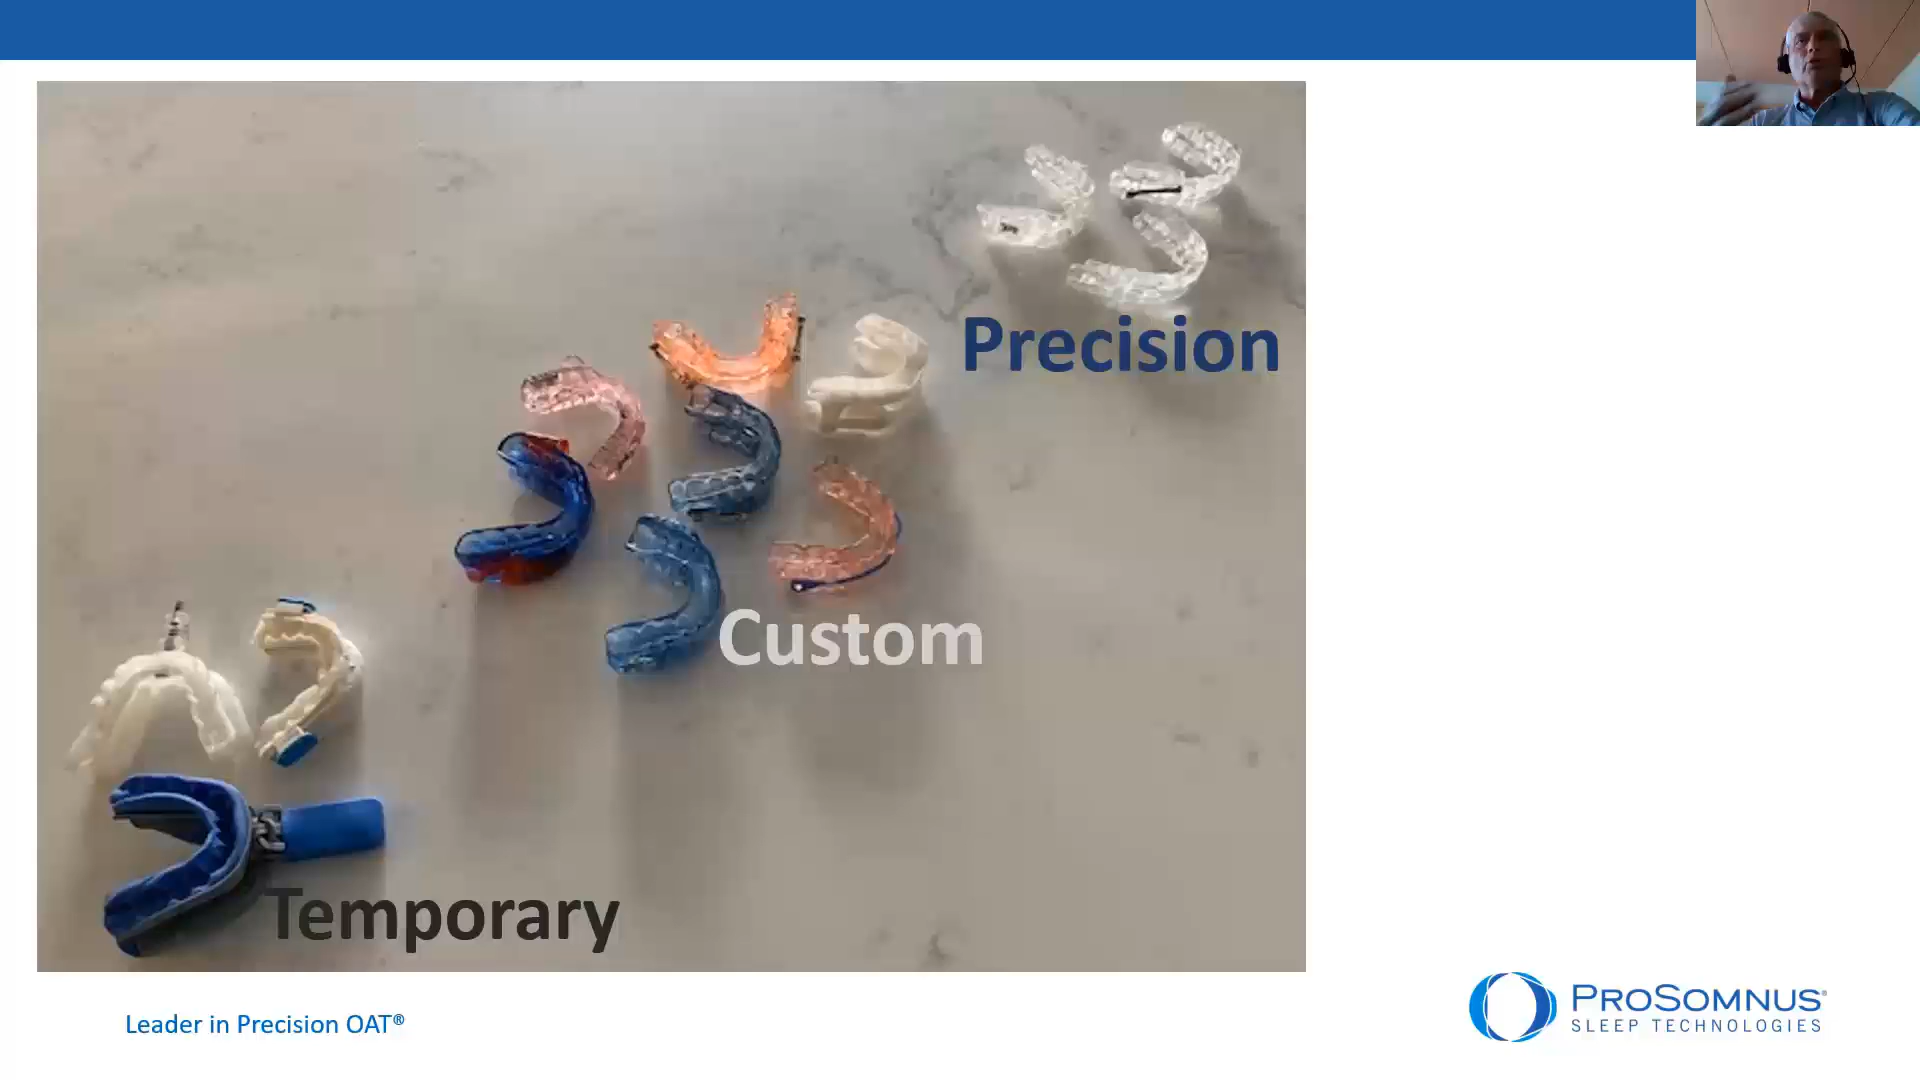 Precision
Custom
Temporary
Leader in Precision OAT®
PROSOMNUS®
SLEEP TECHNOLOGIES